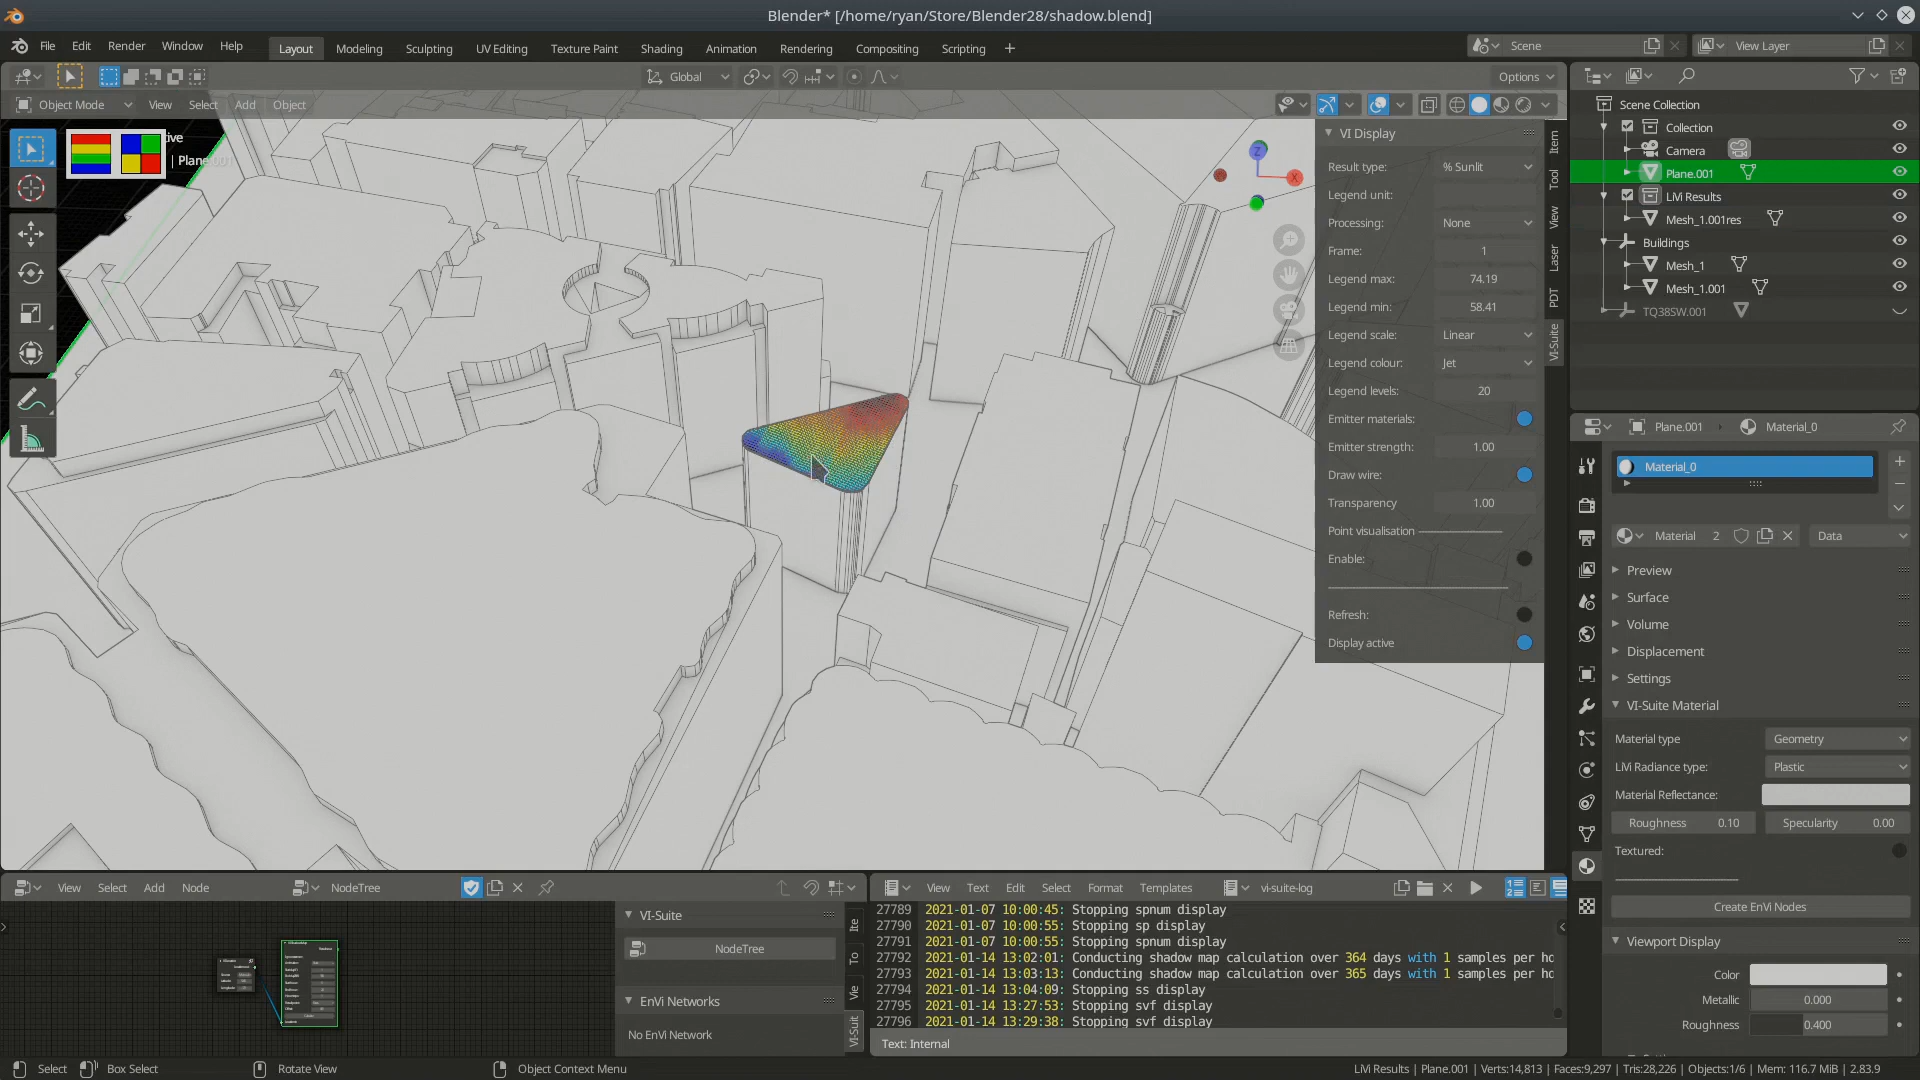 Blender* [/home/ryan/Store/Blender28/shadow.blend]
File Edit Render Window Help Layout Modeling Sculpting UV Editing Texture Paint Shading Animation Rendering Compositing Scripting + Scene View Layer
Global Options
Object Mode View Select Add Object
ive
| Plane.001
Z
X
VI Display
Result type: % Sunlit
Legend unit:
Processing: None
Frame: 1
Legend max: 74.19
Legend min: 58.41
Legend scale: Linear
Legend colour: Jet
Legend levels: 20
Emitter materials:
Emitter strength: 1.00
Draw wire:
Transparency 1.00
Point visualisation
Enable:
Refresh:
Display active
Item
Tool
View
Laser
PDT
VI-Suite
Scene Collection
Collection
Camera
Plane.001
LiVi Results
Mesh_1.001res
Buildings
Mesh_1
Mesh_1.001
TQ38SW.001
Plane.001 Material_0
Material_0
Material 2 Data
Preview
Surface
Volume
Displacement
Settings
VI-Suite Material
Material type Geometry
LiVi Radiance type: Plastic
Material Reflectance:
Roughness 0.10 Specularity 0.00
Textured:
Create EnVi Nodes
Viewport Display
Color
Metallic 0.000
Roughness 0.400
View Select Add Node NodeTree
VI-Suite
NodeTree
EnVi Networks
No EnVi Network
Ite
To
Vie
VI-Suit
View Text Edit Select Format Templates vi-suite-log
27789 2021-01-07 10:00:45: Stopping spnum display
27790 2021-01-07 10:00:55: Stopping sp display
27791 2021-01-07 10:00:55: Stopping spnum display
27792 2021-01-14 13:02:01: Conducting shadow map calculation over 364 days with 1 samples per ho
27793 2021-01-14 13:03:13: Conducting shadow map calculation over 365 days with 1 samples per ho
27794 2021-01-14 13:04:09: Stopping ss display
27795 2021-01-14 13:27:53: Stopping svf display
27796 2021-01-14 13:29:38: Stopping svf display
Text: Internal
Select Box Select Rotate View Object Context Menu LiVi Results | Plane.001 | Verts:14,813 | Faces:9,297 | Tris:28,226 | Objects:1/6 | Mem: 116.7 MiB | 2.83.9